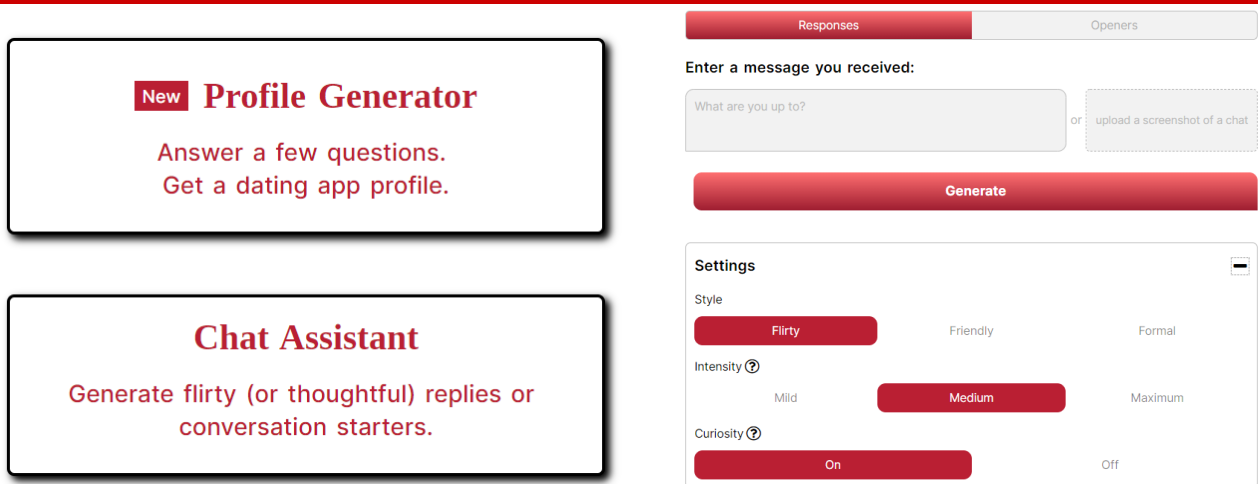 New Profile Generator
Answer a few questions.
Get a dating app profile.
Chat Assistant
Generate flirty (or thoughtful) replies or
conversation starters.
Responses Openers
Enter a message you received:
What are you up to?
or upload a screenshot of a chat
Generate
Settings
Style
Flirty Friendly Formal
Intensity ?
Mild Medium Maximum
Curiosity ?
On Off